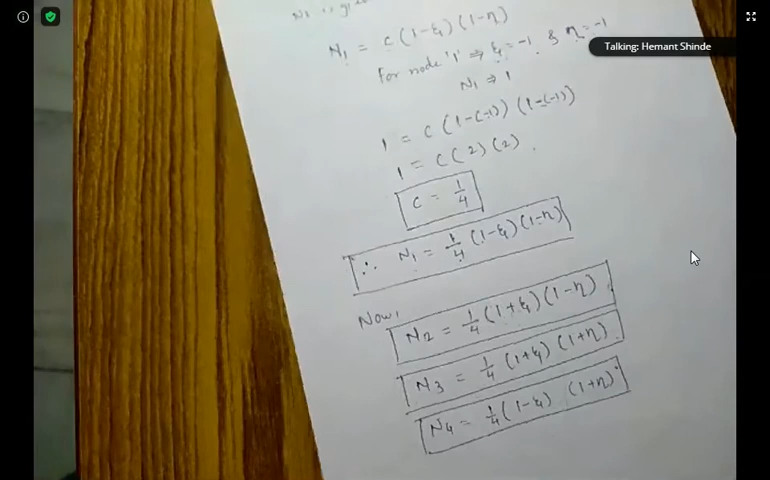 N1 is
N1 = C(1-ξ)(1-η)
For node '1' ⇒ ξ = -1 & η = -1
Talking: Hemant Shinde
N1 ⇒ 1
1 = C(1-(-1))(1-(-1))
1 = C(2)(2).
C = 1/4
∴ N1 = 1/4 (1-ξ)(1-η)
Now,
N2 = 1/4 (1+ξ)(1-η)
N3 = 1/4 (1+ξ)(1+η)
N4 = 1/4 (1-ξ) (1+η)